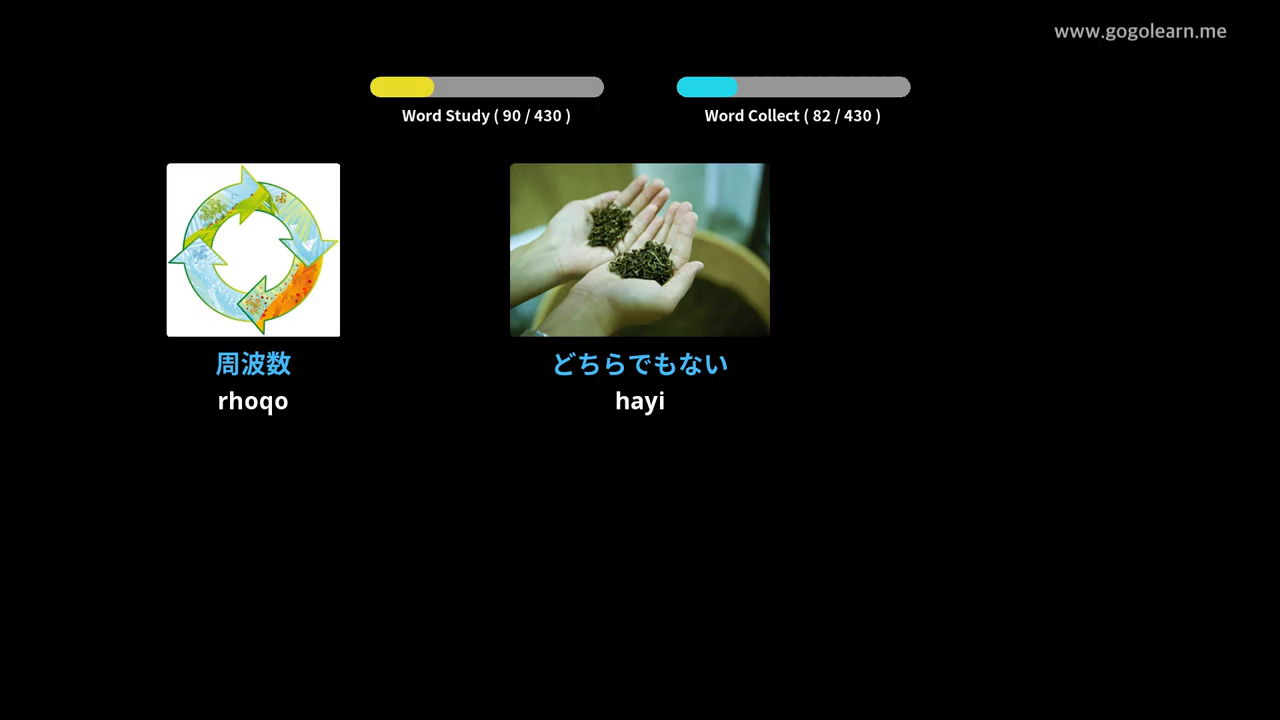 www.gogolearn.me
Word Study ( 90 / 430 )
Word Collect ( 82 / 430 )
周波数
rhoqo
どちらでもない
hayi